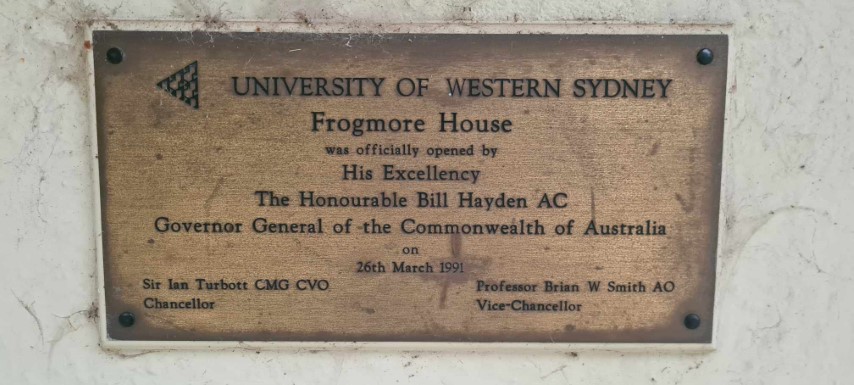 UNIVERSITY OF WESTERN SYDNEY
Frogmore House
was officially opened by
His Excellency
The Honourable Bill Hayden AC
Governor General of the Commonwealth of Australia
on
26th March 1991
Sir Ian Turbott CMG CVO
Chancellor
Professor Brian W Smith AO
Vice-Chancellor